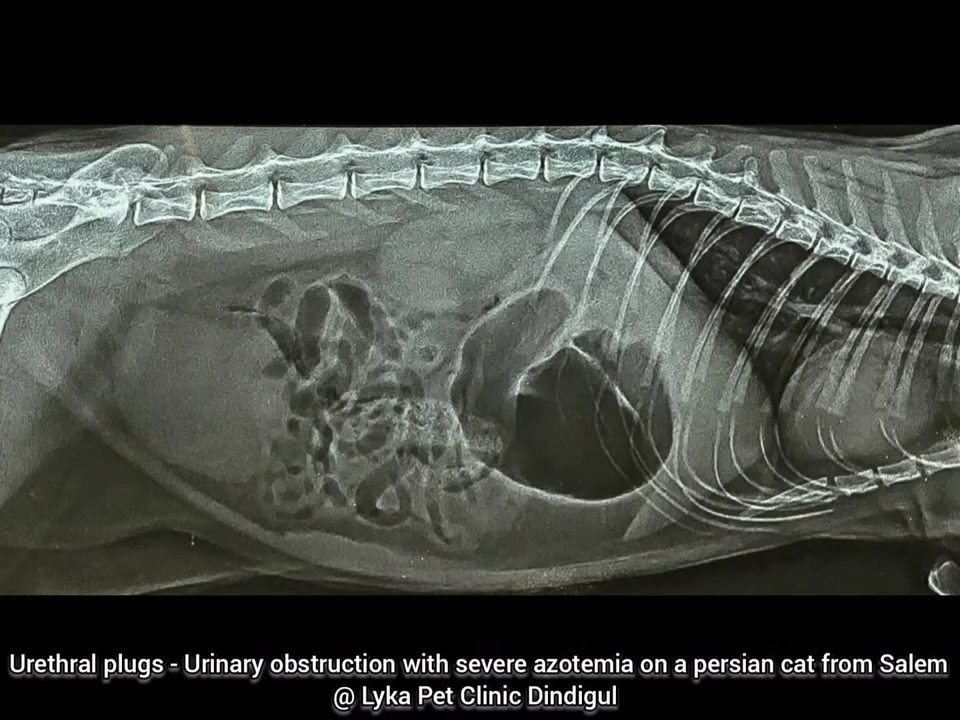 Urethral plugs - Urinary obstruction with severe azotemia on a persian cat from Salem
@ Lyka Pet Clinic Dindigul